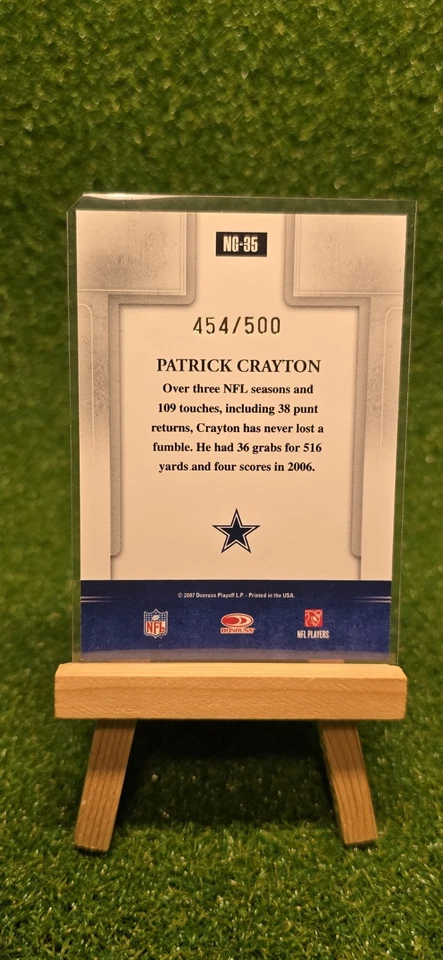 NG-35
454/500
PATRICK CRAYTON
Over three NFL seasons and
109 touches, including 38 punt
returns, Crayton has never lost a
fumble. He had 36 grabs for 516
yards and four scores in 2006.
© 2007 Donruss Playoff L.P. - Printed in the USA.
NFL
DONRUSS
NFL PLAYERS